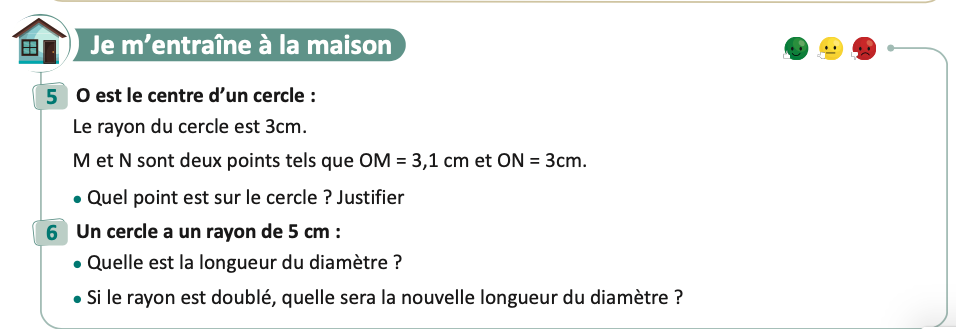 Je m’entraîne à la maison
5 O est le centre d’un cercle :
Le rayon du cercle est 3cm.
M et N sont deux points tels que OM = 3,1 cm et ON = 3cm.
• Quel point est sur le cercle ? Justifier
6 Un cercle a un rayon de 5 cm :
• Quelle est la longueur du diamètre ?
• Si le rayon est doublé, quelle sera la nouvelle longueur du diamètre ?